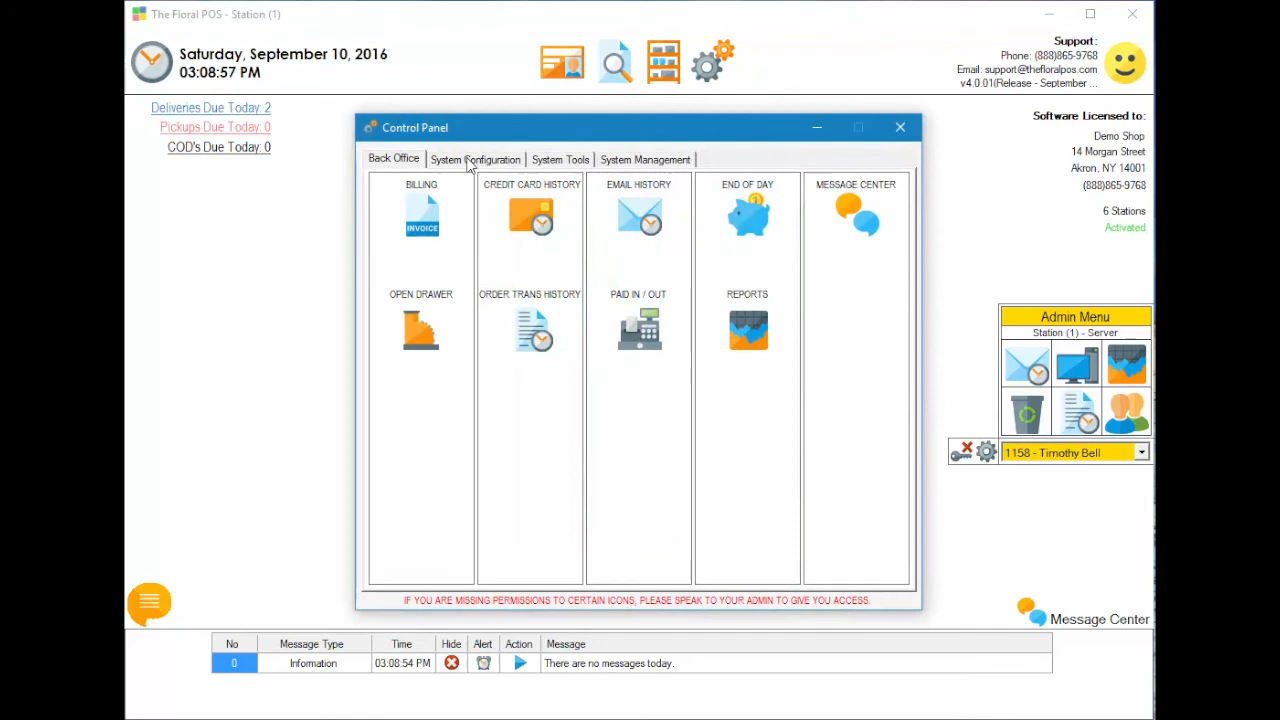 The Floral POS - Station (1)
Saturday, September 10, 2016
03:08:57 PM
Support:
Phone: (888)865-9768
Email: support@thefloralpos.com
v4.0.01(Release - September ...
Deliveries Due Today: 2
Pickups Due Today: 0
COD's Due Today: 0
Software Licensed to:
Demo Shop
14 Morgan Street
Akron, NY 14001
(888)865-9768
6 Stations
Activated
Control Panel
Back Office System Configuration System Tools System Management
BILLING CREDIT CARD HISTORY EMAIL HISTORY END OF DAY MESSAGE CENTER
INVOICE
OPEN DRAWER ORDER TRANS HISTORY PAID IN / OUT REPORTS
IF YOU ARE MISSING PERMISSIONS TO CERTAIN ICONS, PLEASE SPEAK TO YOUR ADMIN TO GIVE YOU ACCESS.
Admin Menu
Station (1) - Server
1158 - Timothy Bell
Message Center
No Message Type Time Hide Alert Action Message
0 Information 03:08:54 PM There are no messages today.